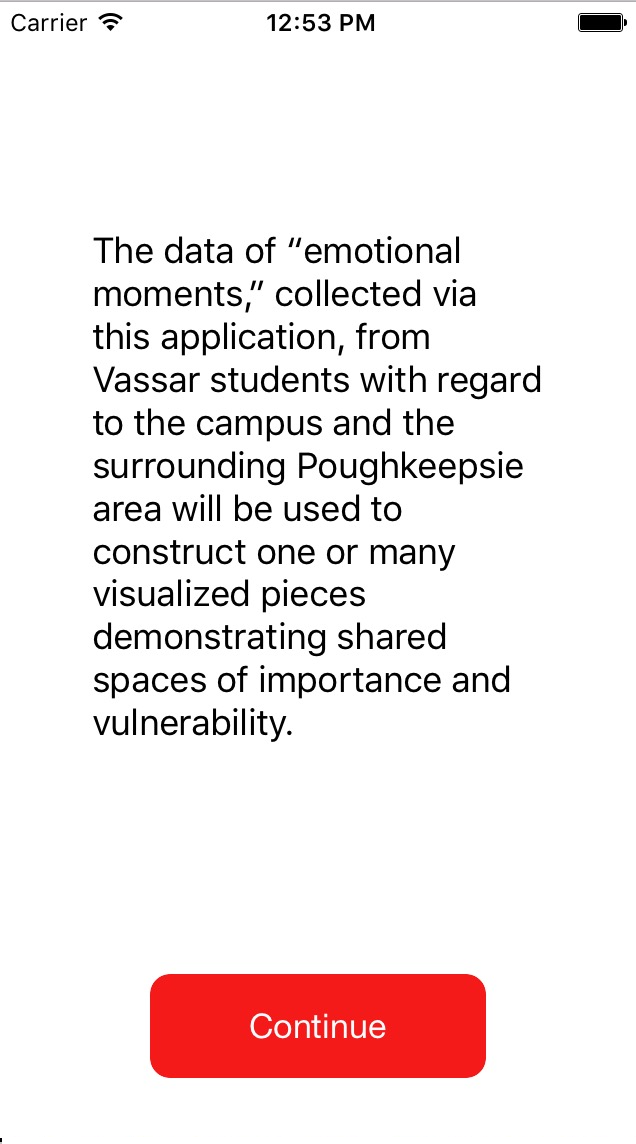 Carrier 12:53 PM
The data of “emotional
moments,” collected via
this application, from
Vassar students with regard
to the campus and the
surrounding Poughkeepsie
area will be used to
construct one or many
visualized pieces
demonstrating shared
spaces of importance and
vulnerability.
Continue